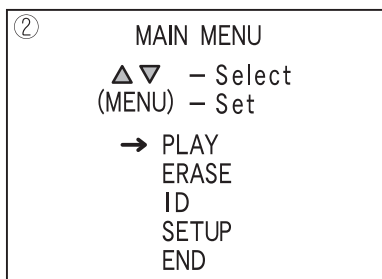 ②
MAIN MENU
△▽ – Select
(MENU) – Set
→ PLAY
ERASE
ID
SETUP
END